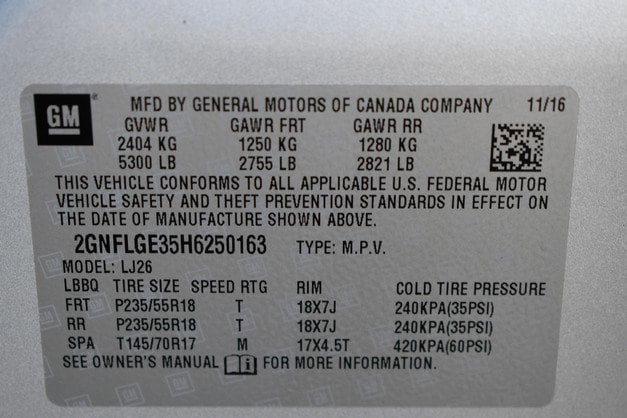 GM MFD BY GENERAL MOTORS OF CANADA COMPANY 11/16
GVWR GAWR FRT GAWR RR
2404 KG 1250 KG 1280 KG
5300 LB 2755 LB 2821 LB
THIS VEHICLE CONFORMS TO ALL APPLICABLE U.S. FEDERAL MOTOR
VEHICLE SAFETY AND THEFT PREVENTION STANDARDS IN EFFECT ON
THE DATE OF MANUFACTURE SHOWN ABOVE.
2GNFLGE35H6250163 TYPE: M.P.V.
MODEL: LJ26
LBBQ TIRE SIZE SPEED RTG RIM COLD TIRE PRESSURE
FRT P235/55R18 T 18X7J 240KPA(35PSI)
RR P235/55R18 T 18X7J 240KPA(35PSI)
SPA T145/70R17 M 17X4.5T 420KPA(60PSI)
SEE OWNER'S MANUAL i FOR MORE INFORMATION.